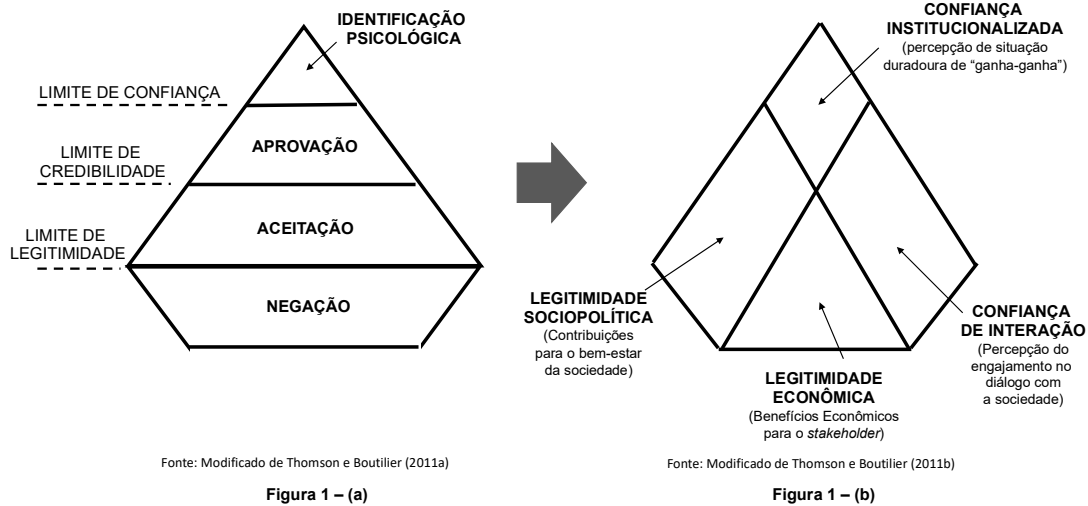 IDENTIFICAÇÃO
PSICOLÓGICA
LIMITE DE CONFIANÇA
LIMITE DE
CREDIBILIDADE
LIMITE DE
LEGITIMIDADE
APROVAÇÃO
ACEITAÇÃO
NEGAÇÃO
Fonte: Modificado de Thomson e Boutilier (2011a)
Figura 1 – (a)
CONFIANÇA
INSTITUCIONALIZADA
(percepção de situação
duradoura de “ganha-ganha”)
LEGITIMIDADE
SOCIOPOLÍTICA
(Contribuições
para o bem-estar
da sociedade)
LEGITIMIDADE
ECONÔMICA
(Benefícios Econômicos
para o stakeholder)
CONFIANÇA
DE INTERAÇÃO
(Percepção do
engajamento no
diálogo com
a sociedade)
Fonte: Modificado de Thomson e Boutilier (2011b)
Figura 1 – (b)